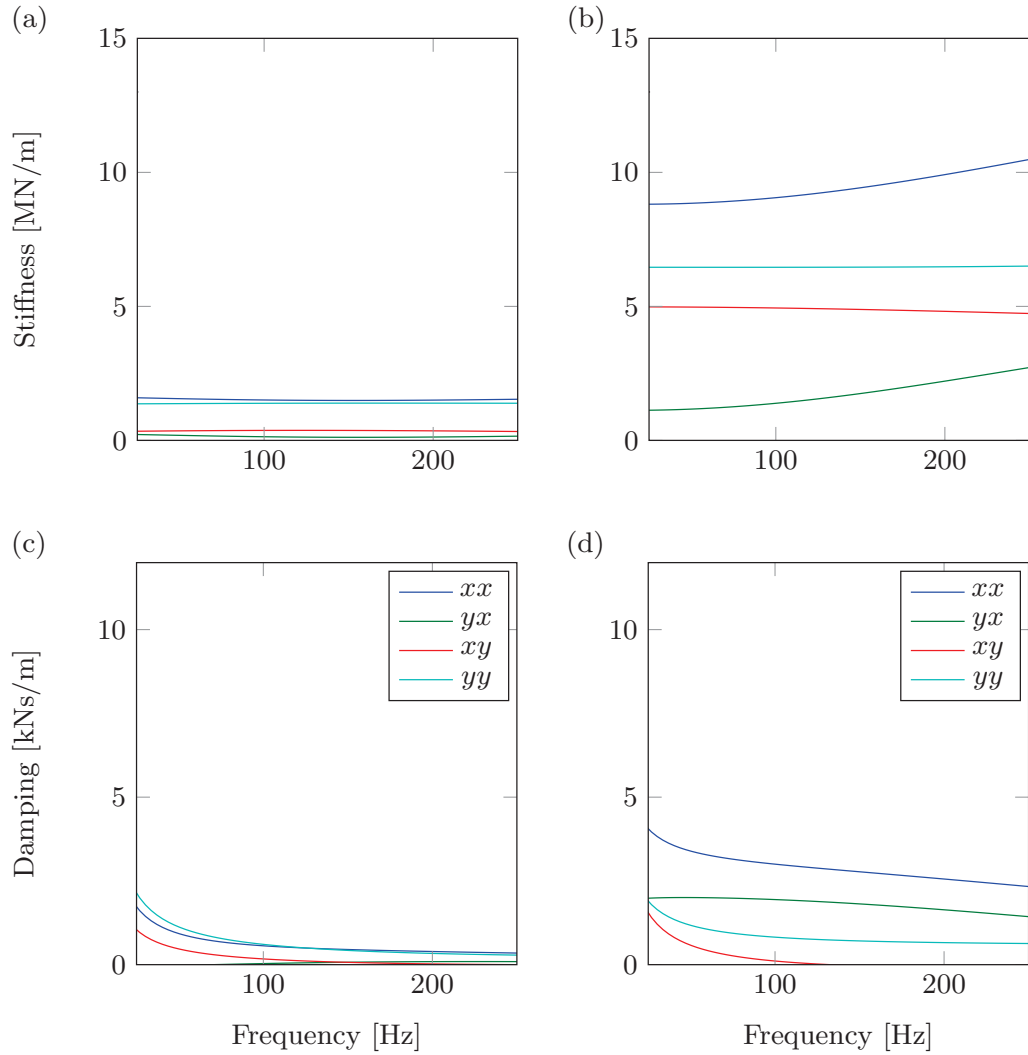 (a)
(b)
Stiffness [MN/m]
15
10
5
0
100
200
15
10
5
0
100
200
(c)
(d)
Damping [kNs/m]
10
5
0
100
200
xx
yx
xy
yy
10
5
0
100
200
xx
yx
xy
yy
Frequency [Hz]
Frequency [Hz]